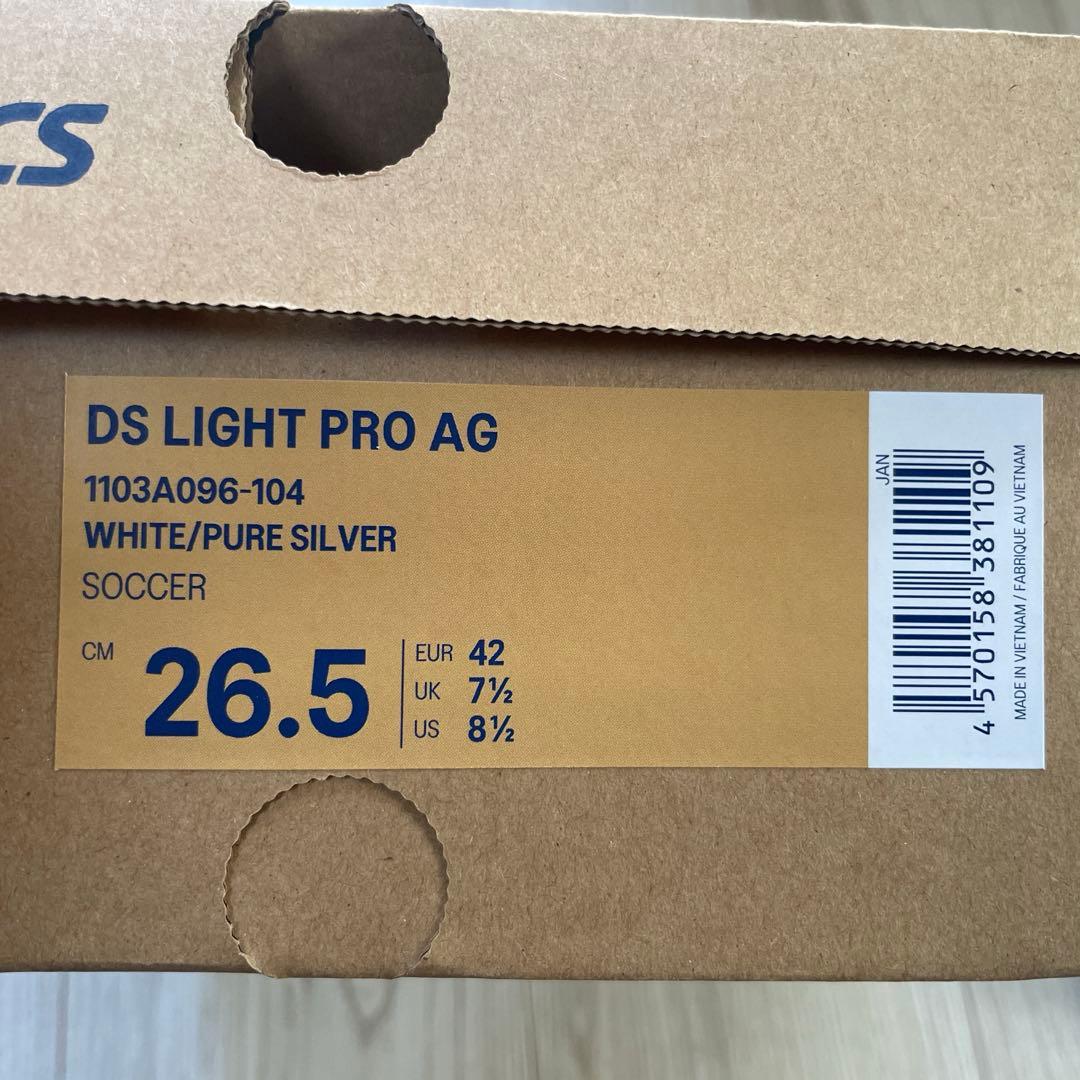 CS
DS LIGHT PRO AG
1103A096-104
WHITE/PURE SILVER
SOCCER
CM 26.5
EUR 42
UK 7½
US 8½
JAN
4 570158 381109
MADE IN VIETNAM / FABRIQUE AU VIETNAM